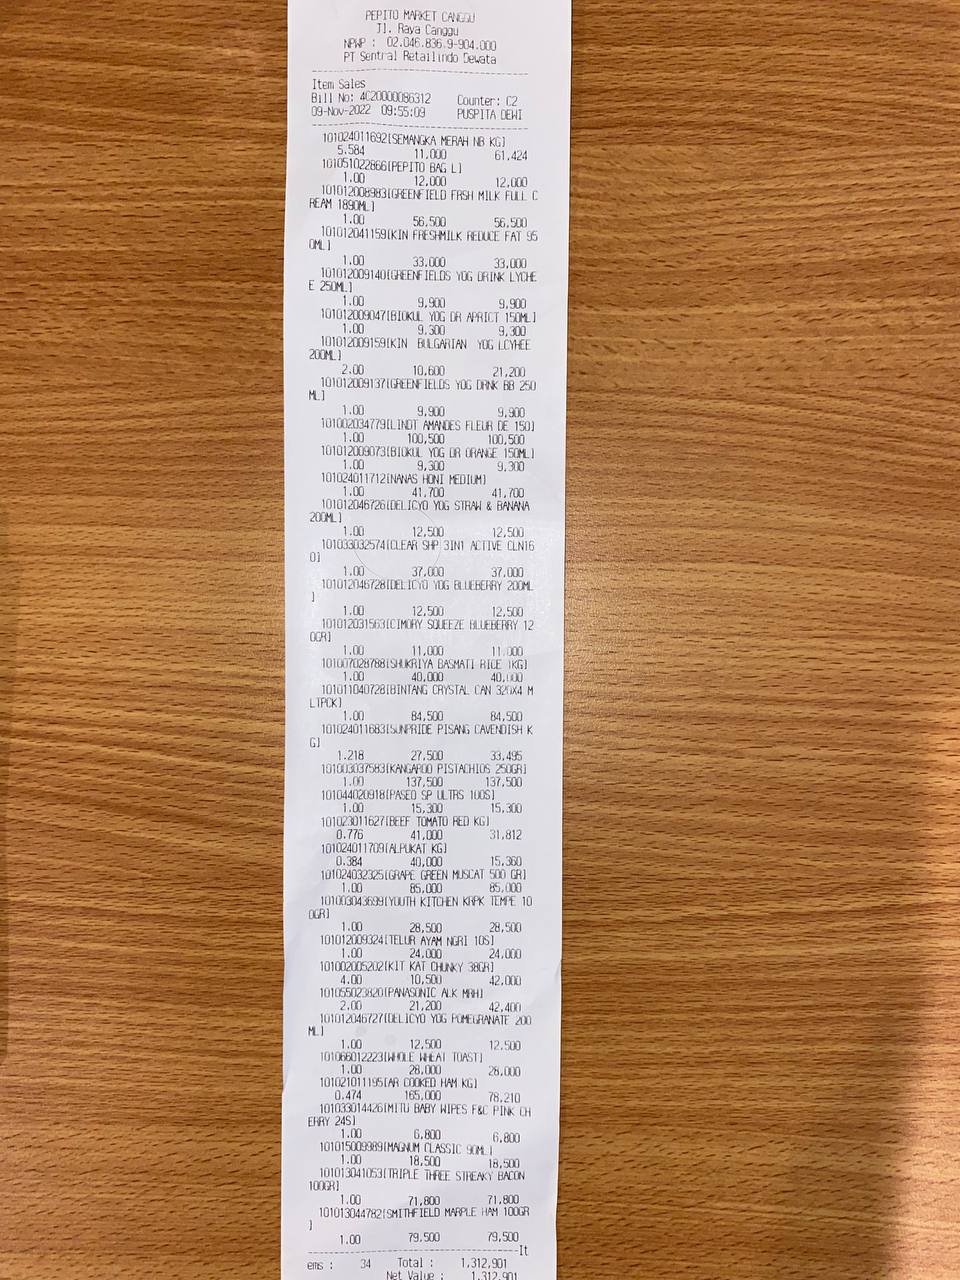 PEPITO MARKET CANGGU
Jl. Raya Canggu
NPWP : 02.046.836.9-904.000
PT Sentral Retailindo Dewata
Item Sales
Bill No: 4C20000086312 Counter: C2
09-Nov-2022 09:55:09 PUSPITA DEWI
101024011692[SEMANGKA MERAH NB KG]
5.584 11,000 61,424
101051022866[PEPITO BAG L]
1.00 12,000 12,000
101012008983[GREENFIELD FRSH MILK FULL C
REAM 1890ML]
1.00 56,500 56,500
101012041159[KIN FRESHMILK REDUCE FAT 95
0ML]
1.00 33,000 33,000
101012009140[GREENFIELDS YOG DRINK LYCHE
E 250ML]
1.00 9,900 9,900
101012009047[BIOKUL YOG DR APRICT 150ML]
1.00 9,300 9,300
101012009159[KIN BULGARIAN YOG LCYHEE
200ML]
2.00 10,600 21,200
101012009137[GREENFIELDS YOG DRNK BB 250
ML]
1.00 9,900 9,900
101002034779[LINDT AMANDES FLEUR DE 150]
1.00 100,500 100,500
101012009073[BIOKUL YOG DR ORANGE 150ML]
1.00 9,300 9,300
101024011712[NANAS HONI MEDIUM]
1.00 41,700 41,700
101012046726[DELICYO YOG STRAW & BANANA
200ML]
1.00 12,500 12,500
101033032574[CLEAR SHP 3IN1 ACTIVE CLN16
0]
1.00 37,000 37,000
101012046728[DELICYO YOG BLUEBERRY 200ML
]
1.00 12,500 12,500
101012031563[CIMORY SQUEEZE BLUEBERRY 12
0GR]
1.00 11,000 11,000
101007028788[SHUKRIYA BASMATI RICE 1KG]
1.00 40,000 40,000
101011040728[BINTANG CRYSTAL CAN 320X4 M
LTPCK]
1.00 84,500 84,500
101024011683[SUNPRIDE PISANG CAVENDISH K
G]
1.218 27,500 33,495
101003037583[KANGAROO PISTACHIOS 250GR]
1.00 137,500 137,500
101044020918[PASEO SP ULTRS 100S]
1.00 15,300 15,300
101023011627[BEEF TOMATO RED KG]
0.776 41,000 31,812
101024011709[ALPUKAT KG]
0.384 40,000 15,360
101024032325[GRAPE GREEN MUSCAT 500 GR]
1.00 85,000 85,000
101003043699[YOUTH KITCHEN KRPK TEMPE 10
0GR]
1.00 28,500 28,500
101012009324[TELUR AYAM NGRI 10S]
1.00 24,000 24,000
101002005202[KIT KAT CHUNKY 38GR]
4.00 10,500 42,000
101055023820[PANASONIC ALK MRH]
2.00 21,200 42,400
101012046727[DELICYO YOG POMEGRANATE 200
ML]
1.00 12,500 12,500
101066012223[WHOLE WHEAT TOAST]
1.00 28,000 28,000
101021011195[AR COOKED HAM KG]
0.474 165,000 78,210
101033014426[MITU BABY WIPES F&C PINK CH
ERRY 24S]
1.00 6,800 6,800
101015009989[MAGNUM CLASSIC 90ML]
1.00 18,500 18,500
101013041053[TRIPLE THREE STREAKY BACON
100GR]
1.00 71,800 71,800
101013044782[SMITHFIELD MARPLE HAM 100GR
]
1.00 79,500 79,500
It
ems : 34 Total : 1,312,901
Net Value : 1,312,901